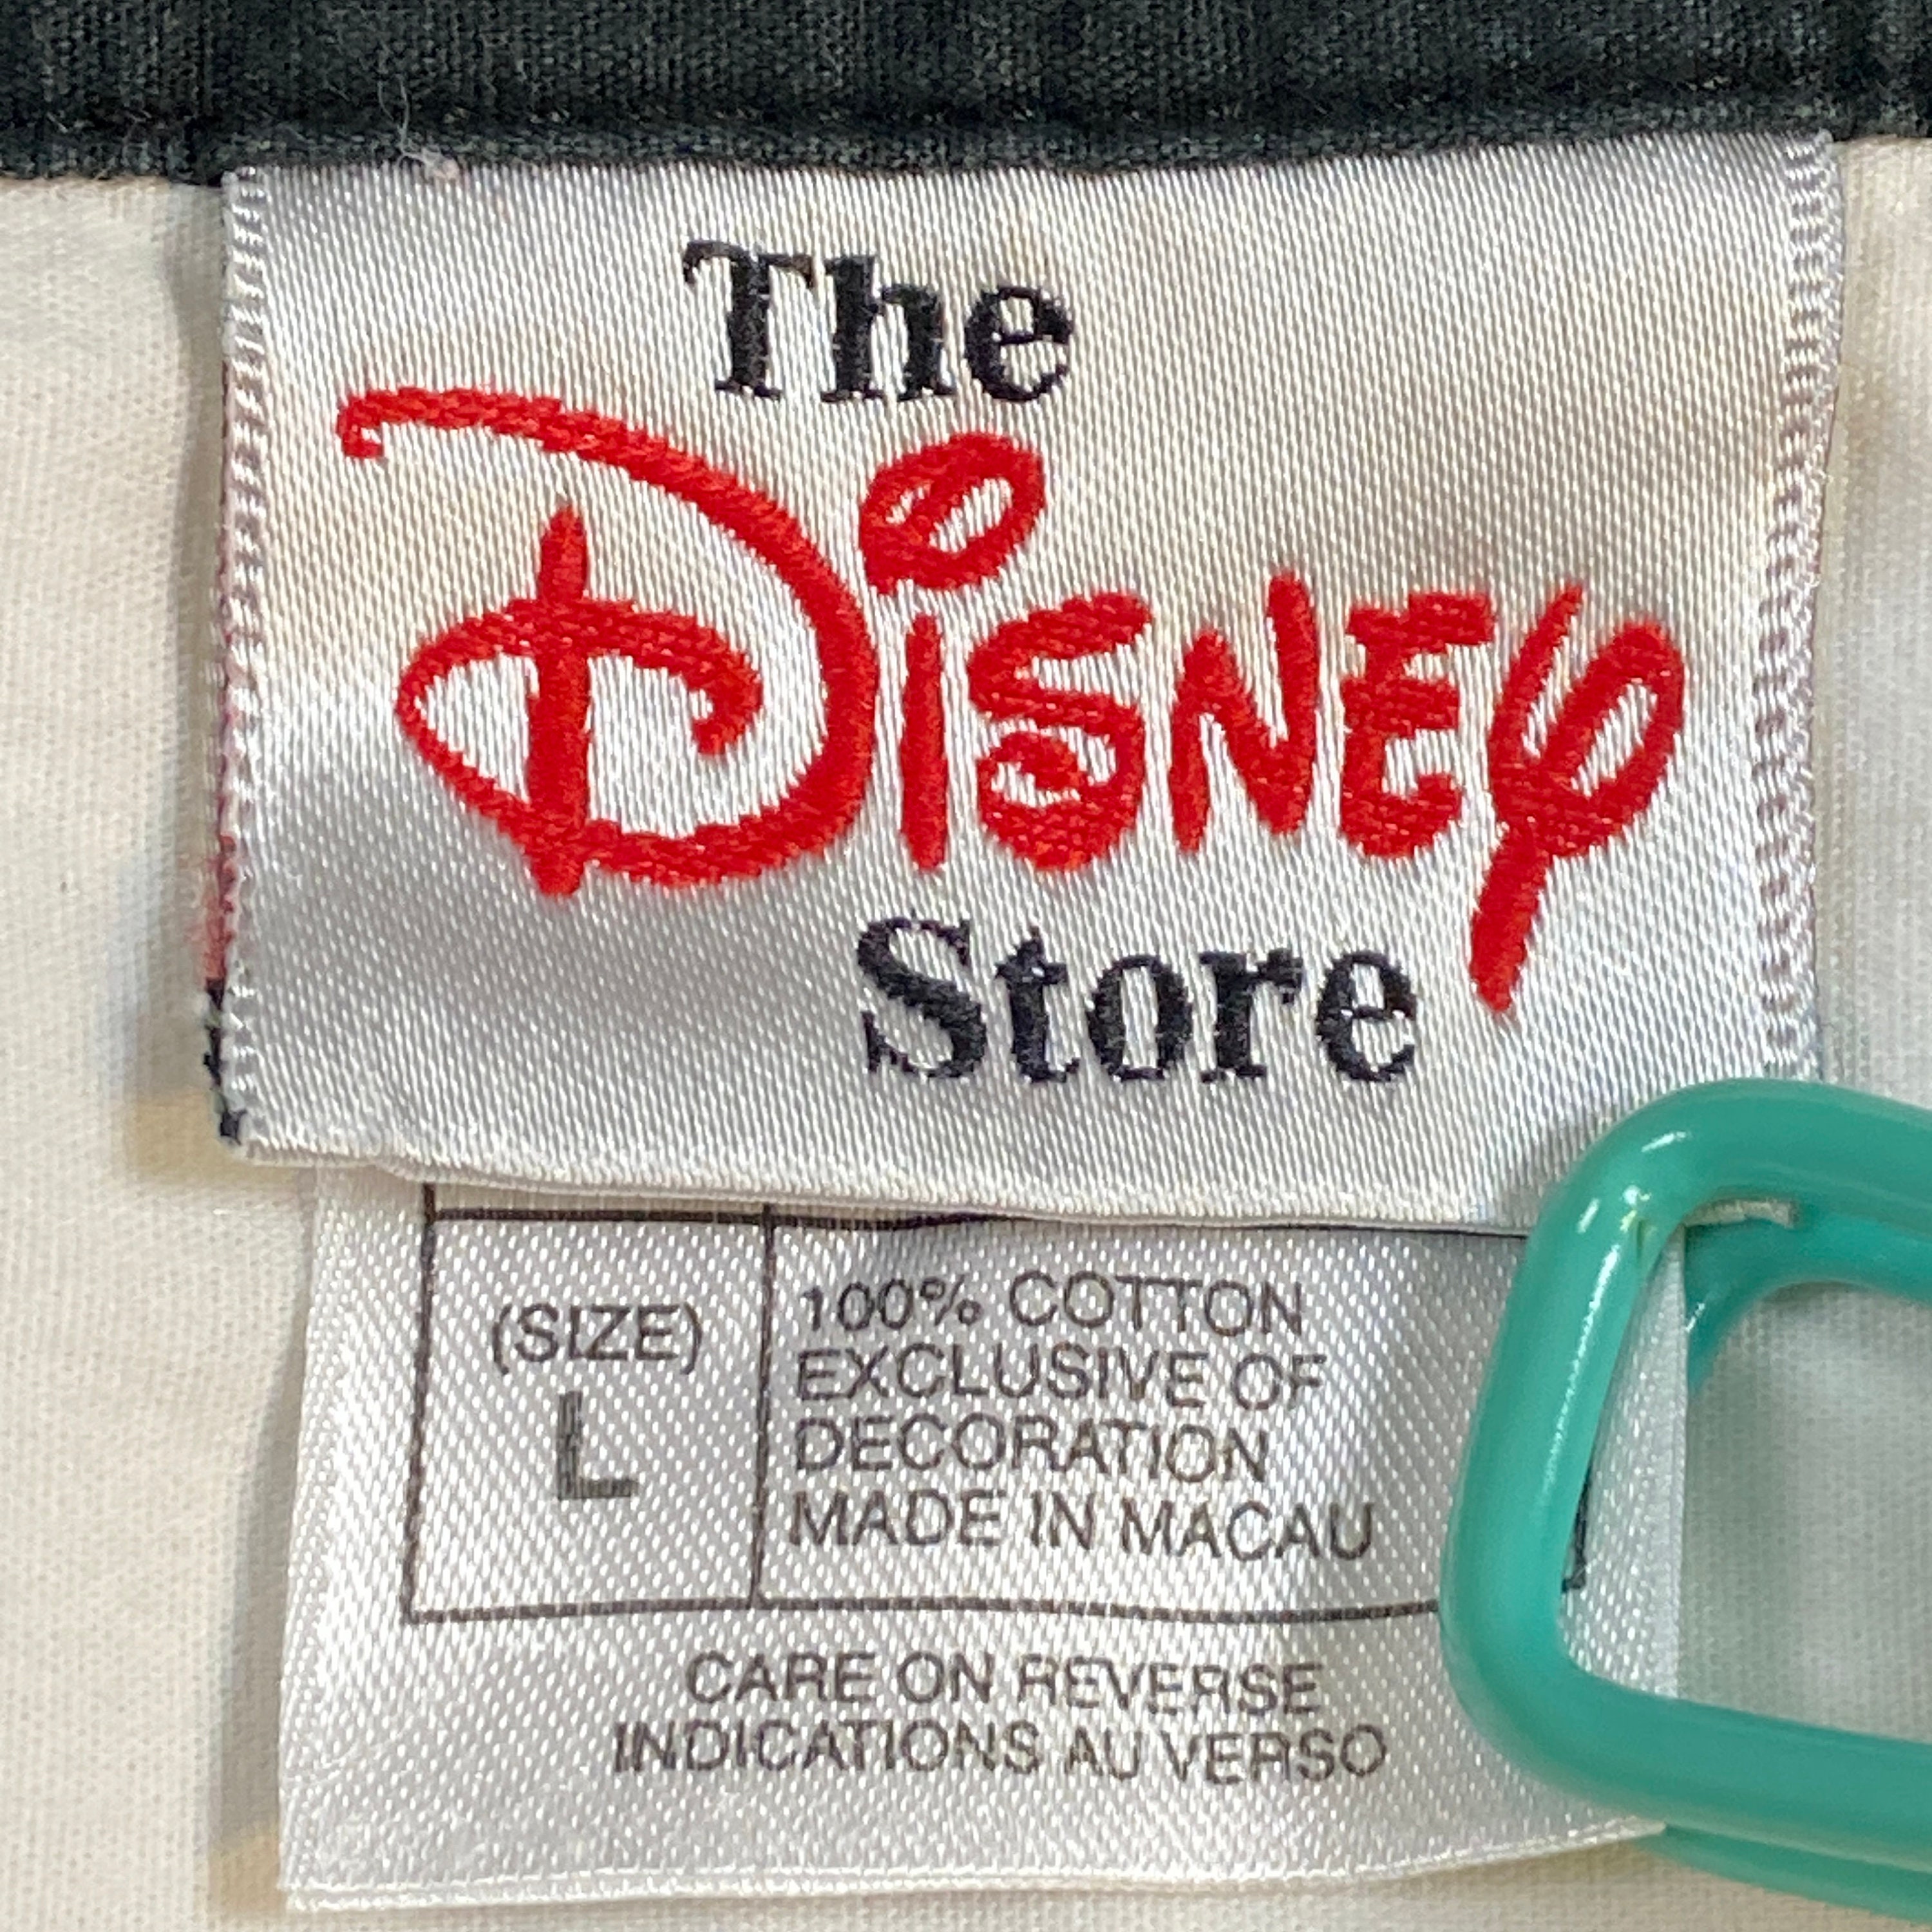 The
Disney
Store
(SIZE)
L
100% COTTON
EXCLUSIVE OF
DECORATION
MADE IN MACAU
CARE ON REVERSE
INDICATIONS AU VERSO